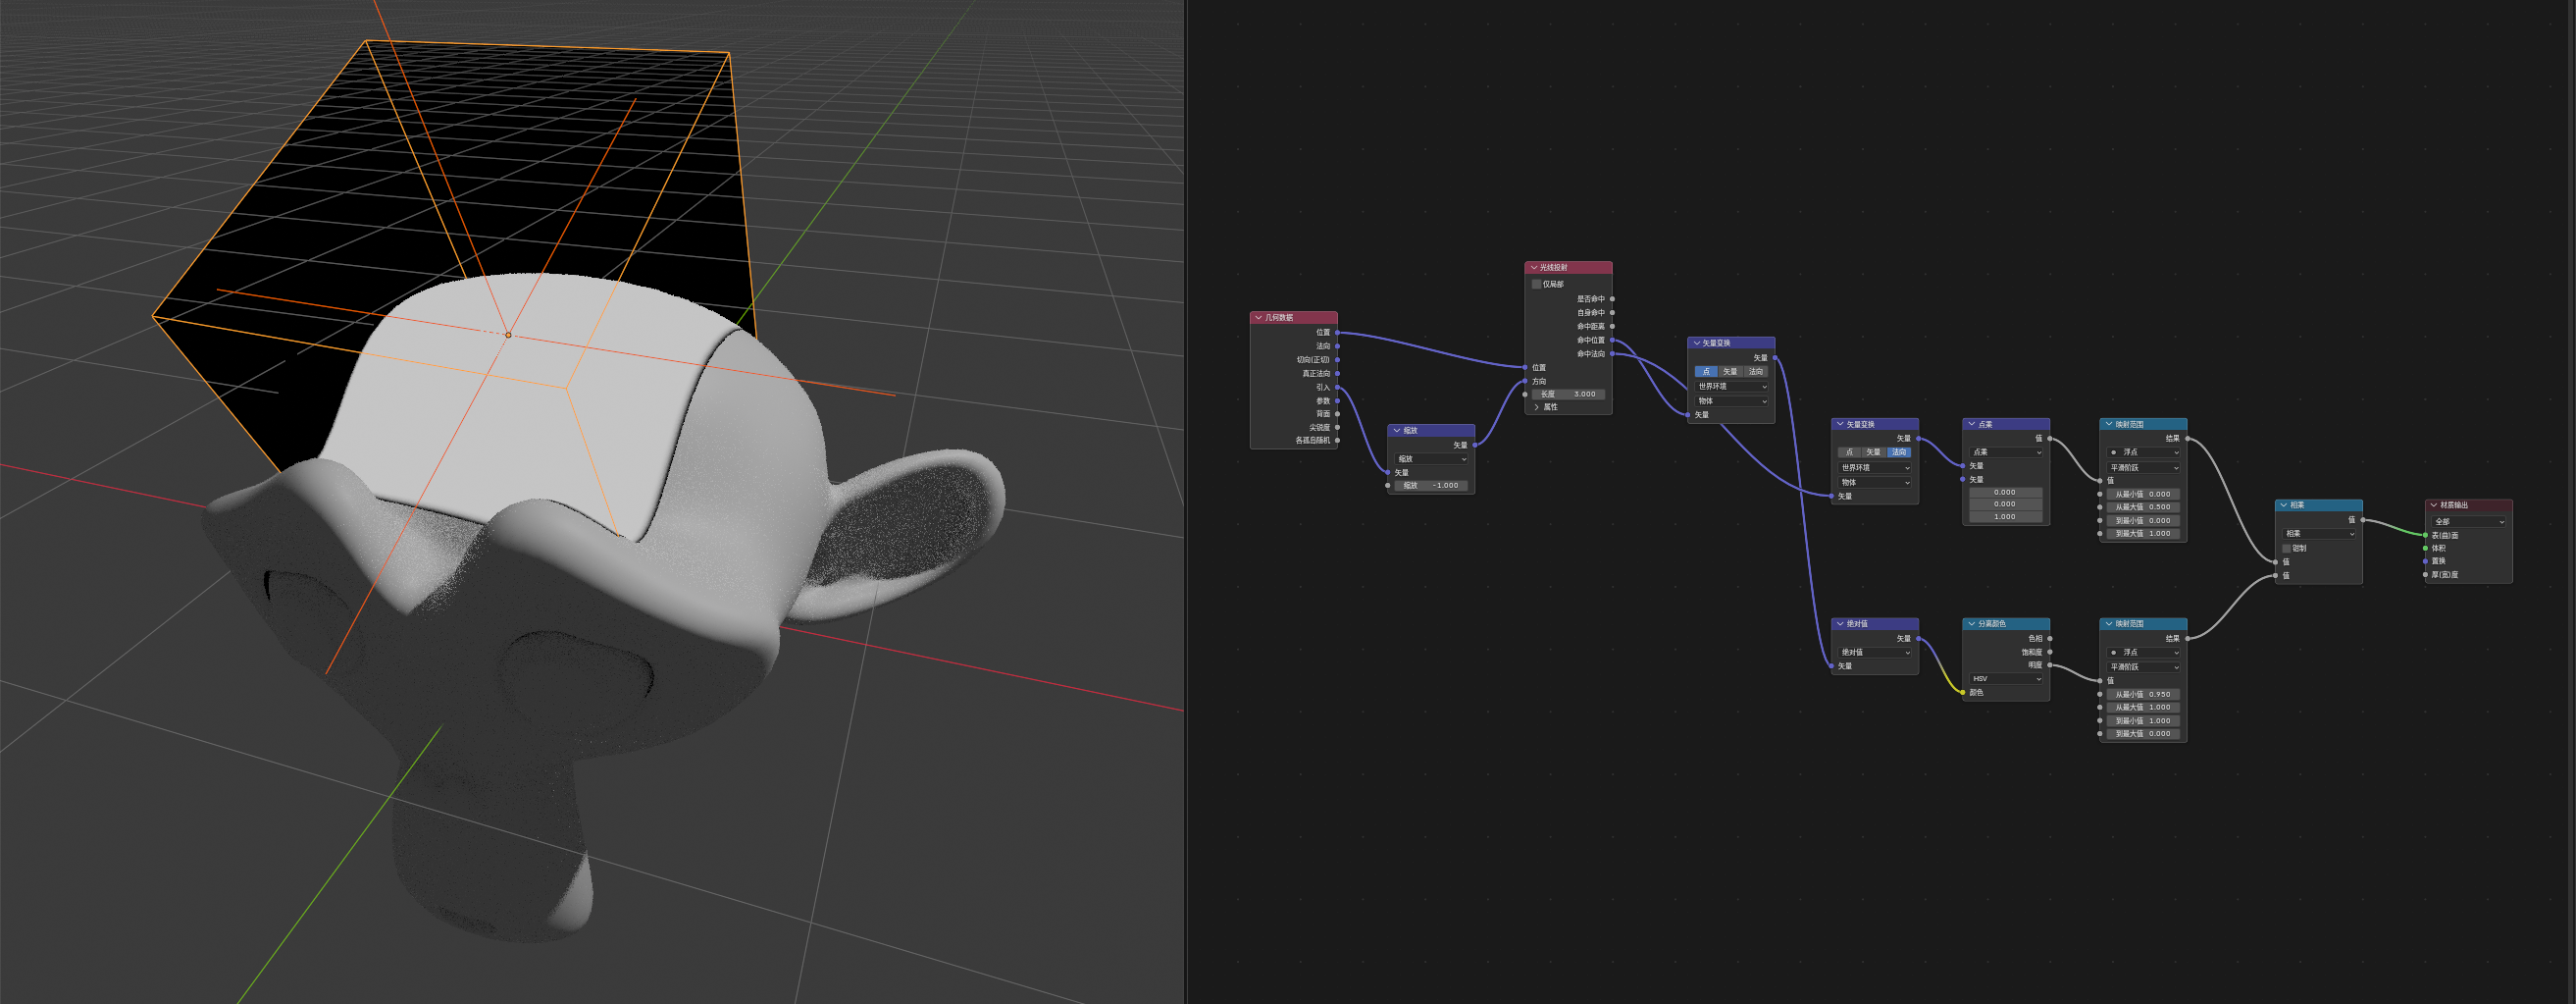 几何数据
位置
法向
切向(正切)
真正法向
引入
参数
背面
尖锐度
各孤岛随机
缩放
矢量
缩放
矢量
缩放 -1.000
光线投射
仅局部
是否命中
自身命中
命中距离
命中位置
命中法向
位置
方向
长度 3.000
属性
矢量变换
矢量
点 矢量 法向
世界环境
物体
矢量
矢量变换
矢量
点 矢量 法向
世界环境
物体
矢量
点乘
值
点乘
矢量
矢量
0.000
0.000
1.000
映射范围
结果
浮点
平滑阶跃
值
从最小值 0.000
从最大值 0.500
到最小值 0.000
到最大值 1.000
绝对值
矢量
绝对值
矢量
分离颜色
色相
饱和度
明度
HSV
颜色
映射范围
结果
浮点
平滑阶跃
值
从最小值 0.950
从最大值 1.000
到最小值 1.000
到最大值 0.000
相乘
值
相乘
钳制
值
值
材质输出
全部
表(曲)面
体积
置换
厚(宽)度